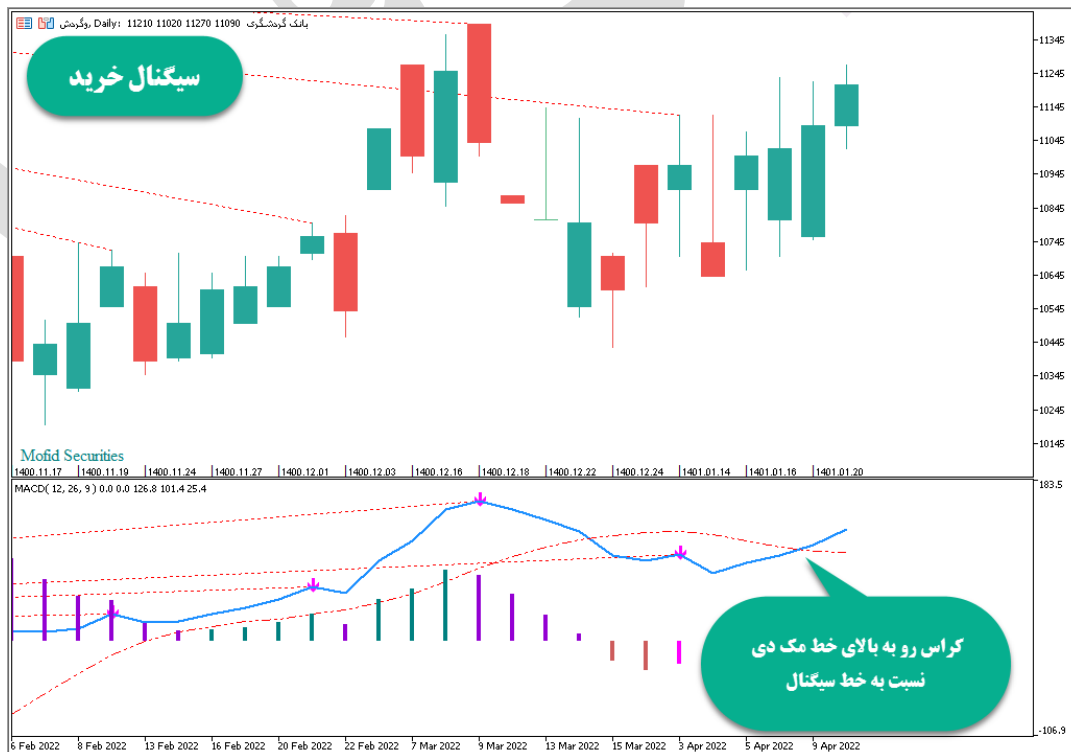 بانک گردشگری وگردش, Daily: 11210 11020 11270 11090
سیگنال خرید
11345
11245
11145
11045
10945
10845
10745
10645
10545
10445
10345
10245
10145
Mofid Securities
1400.11.17 1400.11.19 1400.11.24 1400.11.27 1400.12.01 1400.12.03 1400.12.16 1400.12.18 1400.12.22 1400.12.24 1401.01.14 1401.01.16 1401.01.20
MACD( 12, 26, 9 ) 0.0 0.0 126.8 101.4 25.4
183.5
کراس رو به بالای خط مک دی
نسبت به خط سیگنال
-106.9
6 Feb 2022 8 Feb 2022 13 Feb 2022 16 Feb 2022 20 Feb 2022 22 Feb 2022 7 Mar 2022 9 Mar 2022 13 Mar 2022 15 Mar 2022 3 Apr 2022 5 Apr 2022 9 Apr 2022